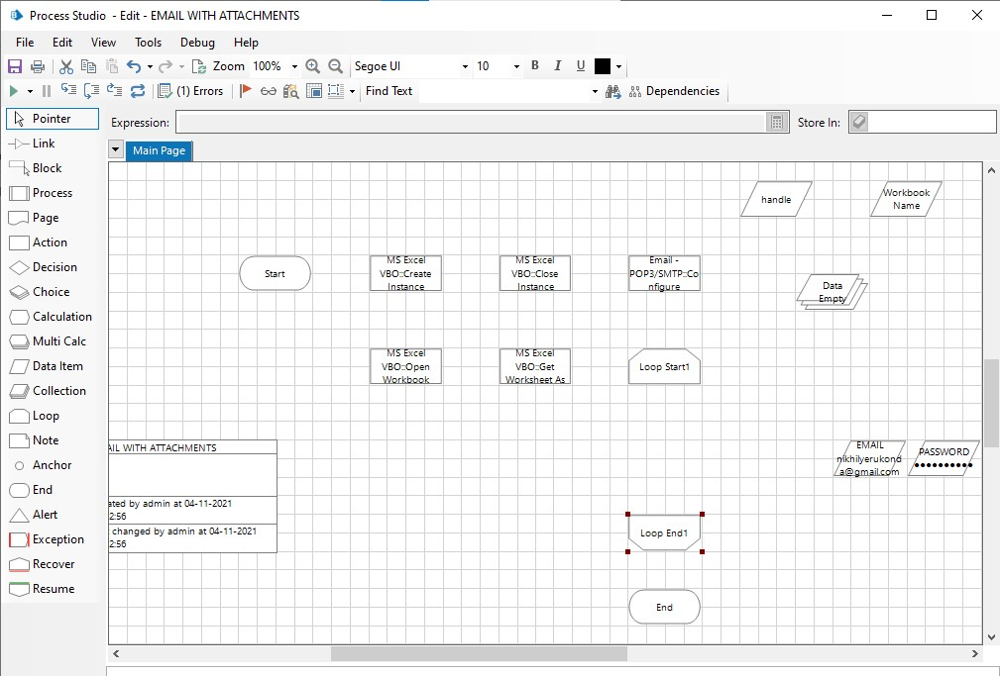 Process Studio - Edit - EMAIL WITH ATTACHMENTS
File Edit View Tools Debug Help
Zoom 100% Segoe UI 10 B I U
(1) Errors Find Text Dependencies
Pointer
Link
Block
Process
Page
Action
Decision
Choice
Calculation
Multi Calc
Data Item
Collection
Loop
Note
Anchor
End
Alert
Exception
Recover
Resume
Expression: Store In:
Main Page
handle
Workbook
Name
Start
MS Excel
VBO::Create
Instance
MS Excel
VBO::Close
Instance
Email -
POP3/SMTP::Co
nfigure
Data
Empty
MS Excel
VBO::Open
Workbook
MS Excel
VBO::Get
Worksheet As
Loop Start1
AIL WITH ATTACHMENTS
ated by admin at 04-11-2021
2:56
changed by admin at 04-11-2021
2:56
EMAIL
nikhilyerukond
a@gmail.com
PASSWORD
●●●●●●●●●●
Loop End1
End